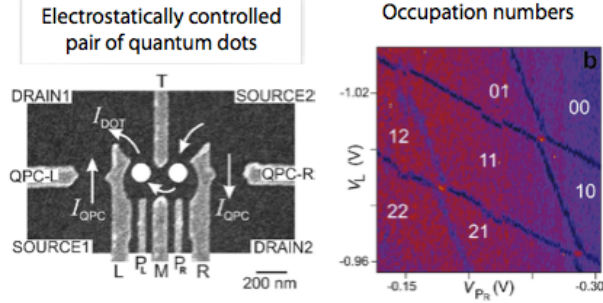 Electrostatically controlled
pair of quantum dots
Occupation numbers
T
DRAIN1
SOURCE2
I_DOT
QPC-L
QPC-R
I_QPC
I_QPC
SOURCE1
DRAIN2
L P_L M P_R R
200 nm
b
V_L (V)
-1.02
-0.96
01
00
12
11
10
22
21
-0.15
V_PR (V)
-0.30